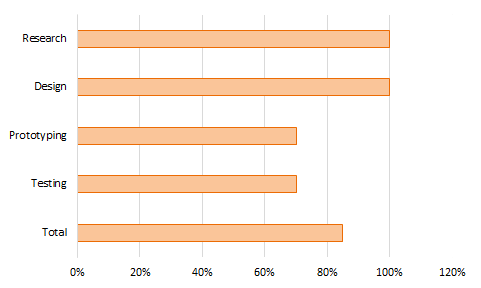 Research
Design
Prototyping
Testing
Total
0% 20% 40% 60% 80% 100% 120%